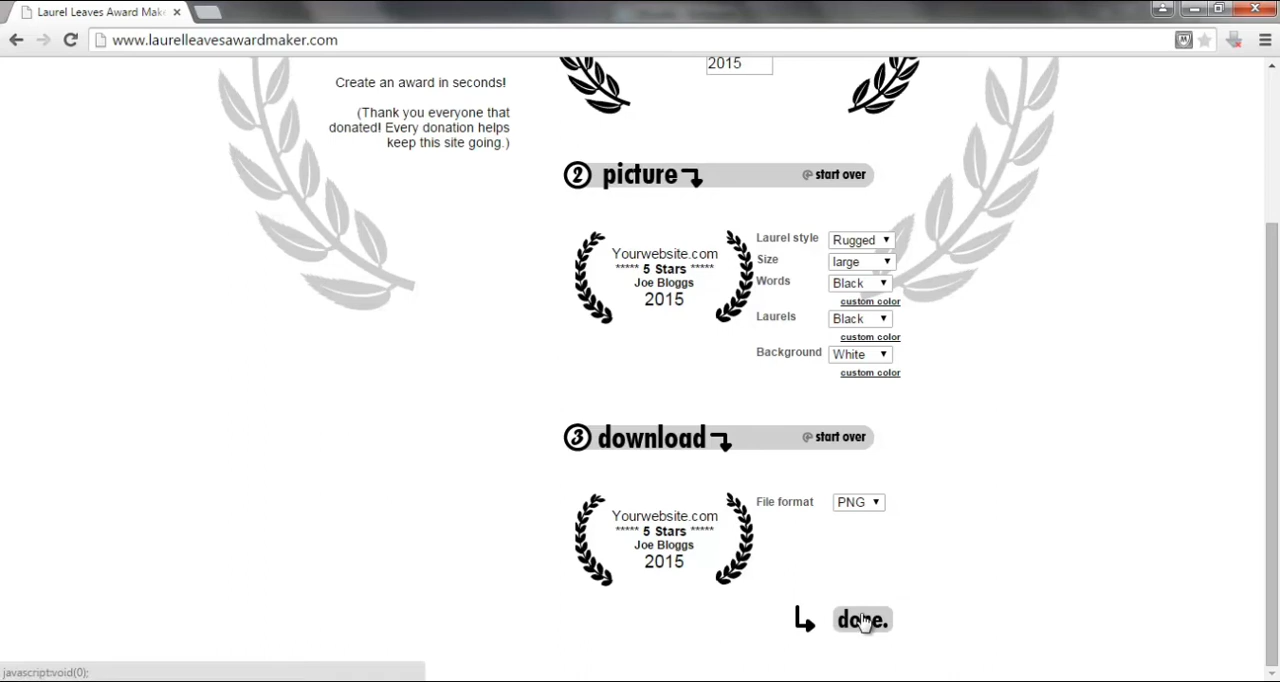 Laurel Leaves Award Make
www.laurelleavesawardmaker.com
2015
Create an award in seconds!
(Thank you everyone that
donated! Every donation helps
keep this site going.)
2 picture
@ start over
Yourwebsite.com
***** 5 Stars *****
Joe Bloggs
2015
Laurel style Rugged
Size large
Words Black
custom color
Laurels Black
custom color
Background White
custom color
3 download
@ start over
Yourwebsite.com
***** 5 Stars *****
Joe Bloggs
2015
File format PNG
done.
javascript:void(0);